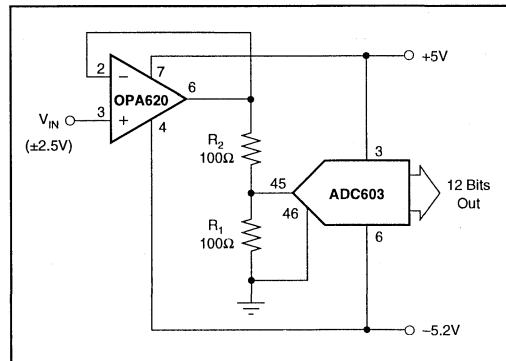 +5V
2
7
OPA620
6
VIN
3
4
(±2.5V)
R2
100Ω
3
45
ADC603
12 Bits
Out
46
R1
100Ω
6
–5.2V